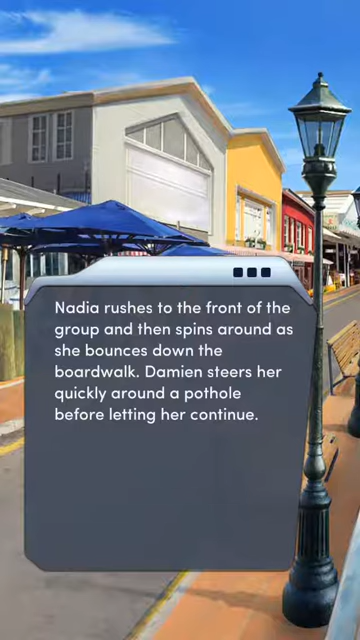 Nadia rushes to the front of the
group and then spins around as
she bounces down the
boardwalk. Damien steers her
quickly around a pothole
before letting her continue.